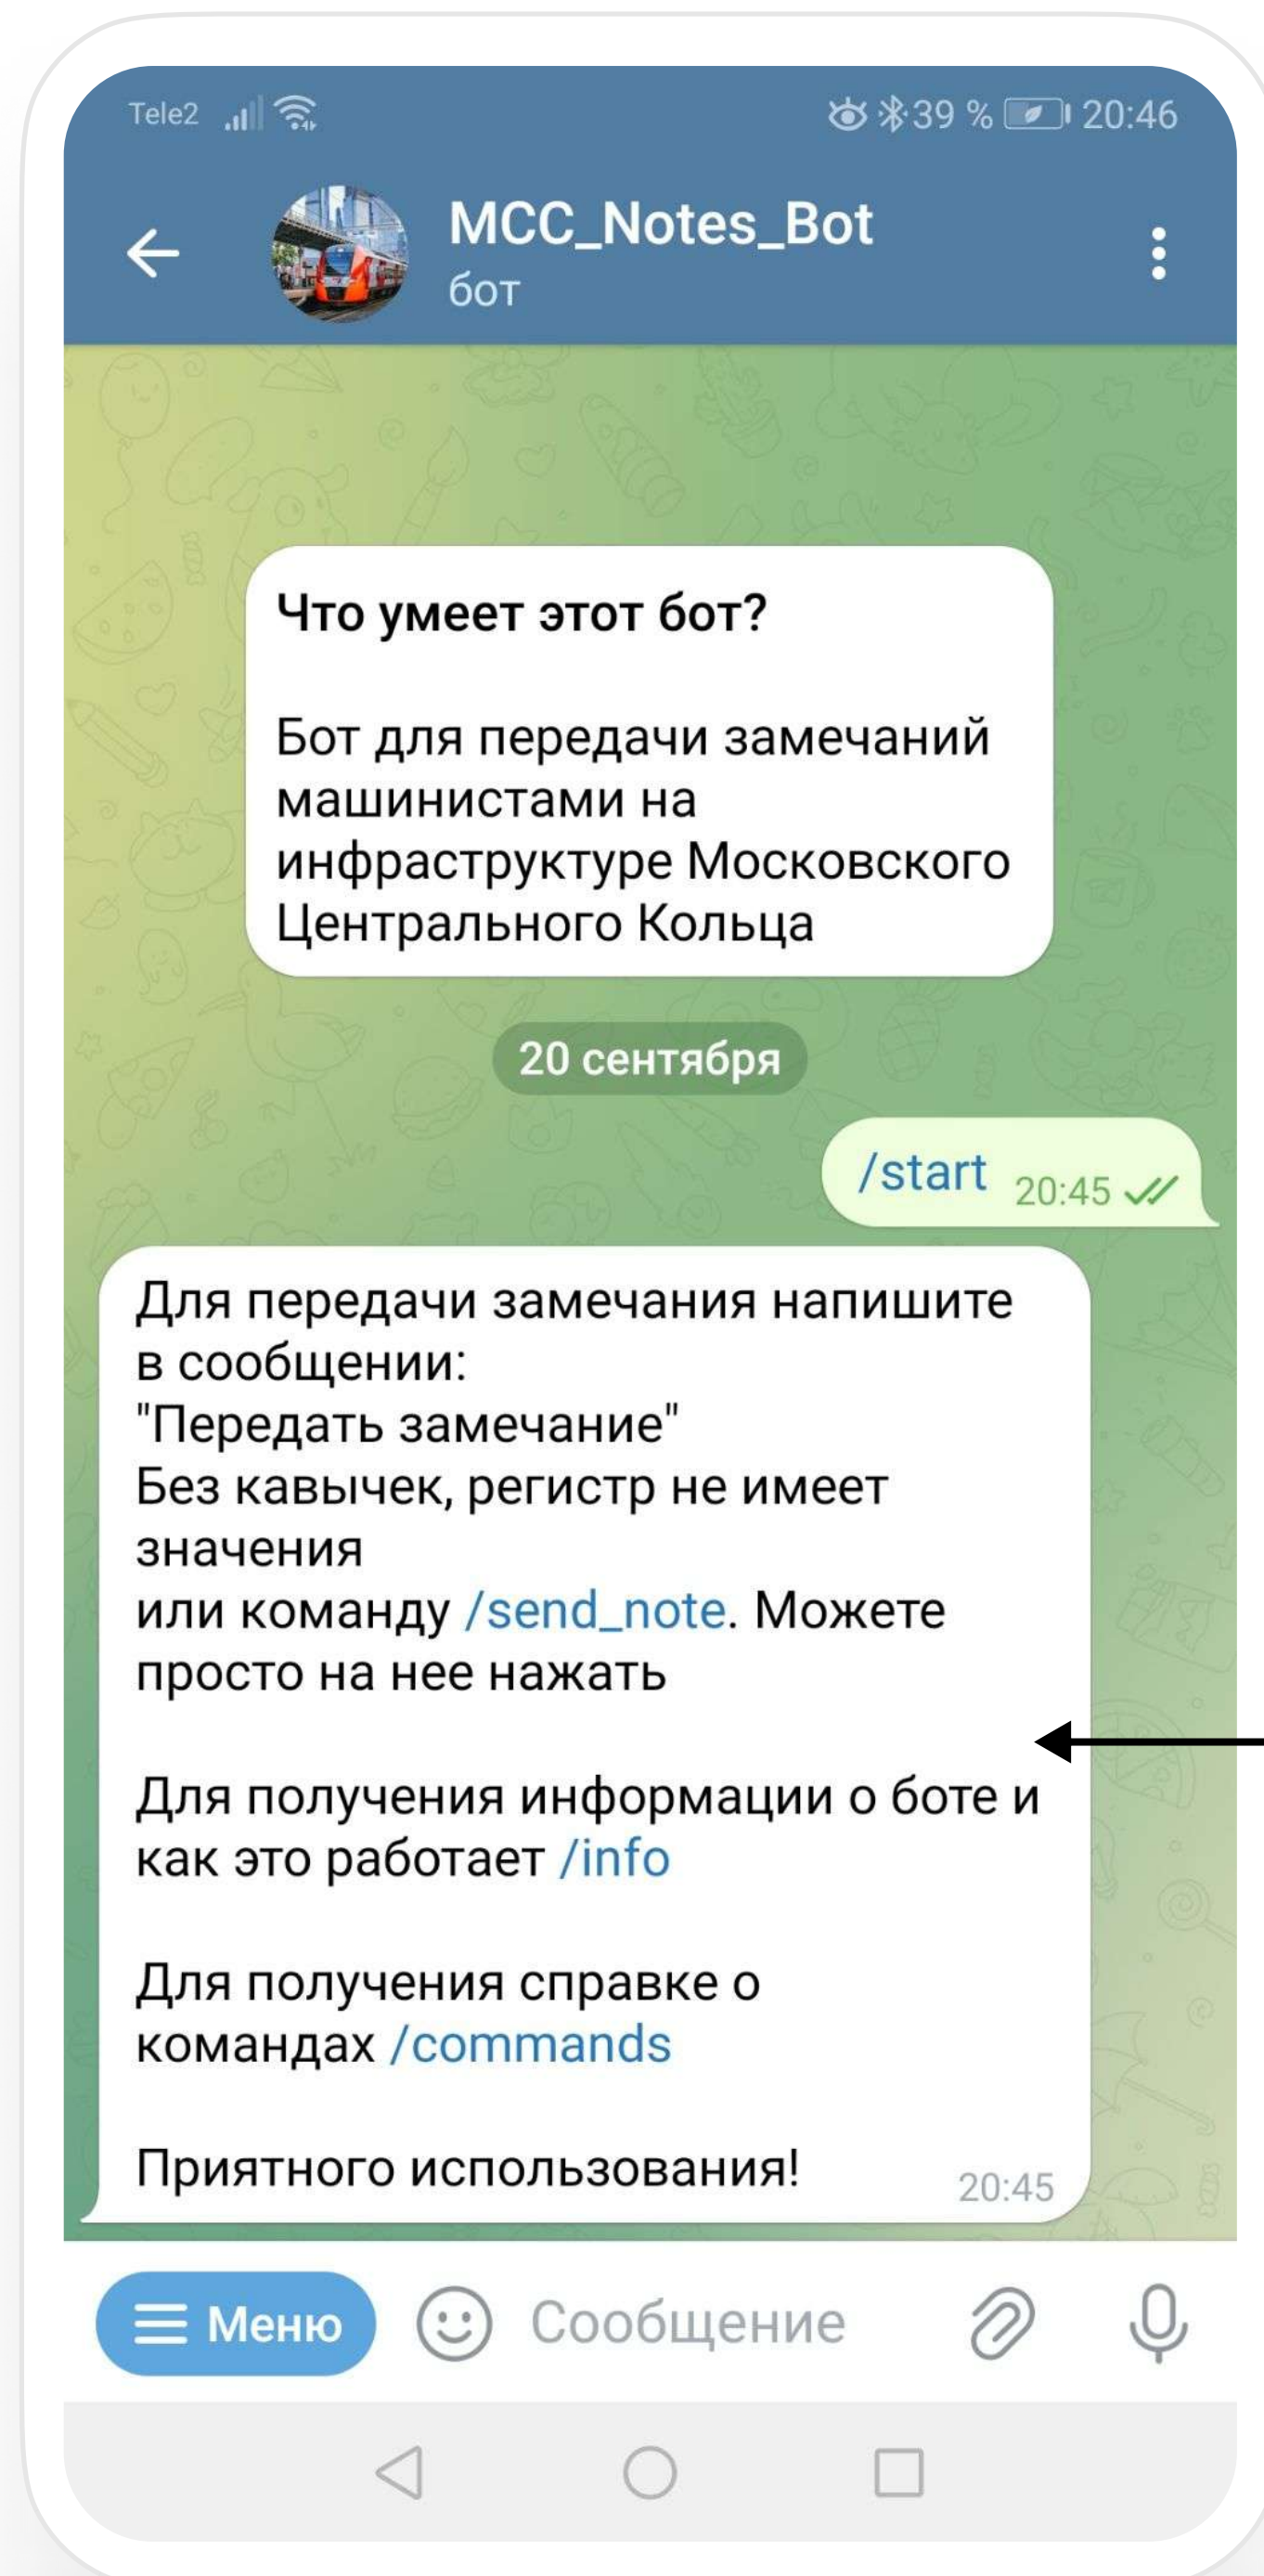 Tele2 39 % 20:46
MCC_Notes_Bot
бот
Что умеет этот бот?
Бот для передачи замечаний
машинистами на
инфраструктуре Московского
Центрального Кольца
20 сентября
/start 20:45
Для передачи замечания напишите
в сообщении:
"Передать замечание"
Без кавычек, регистр не имеет
значения
или команду /send_note. Можете
просто на нее нажать
Для получения информации о боте и
как это работает /info
Для получения справке о
командах /commands
Приятного использования! 20:45
Меню Сообщение